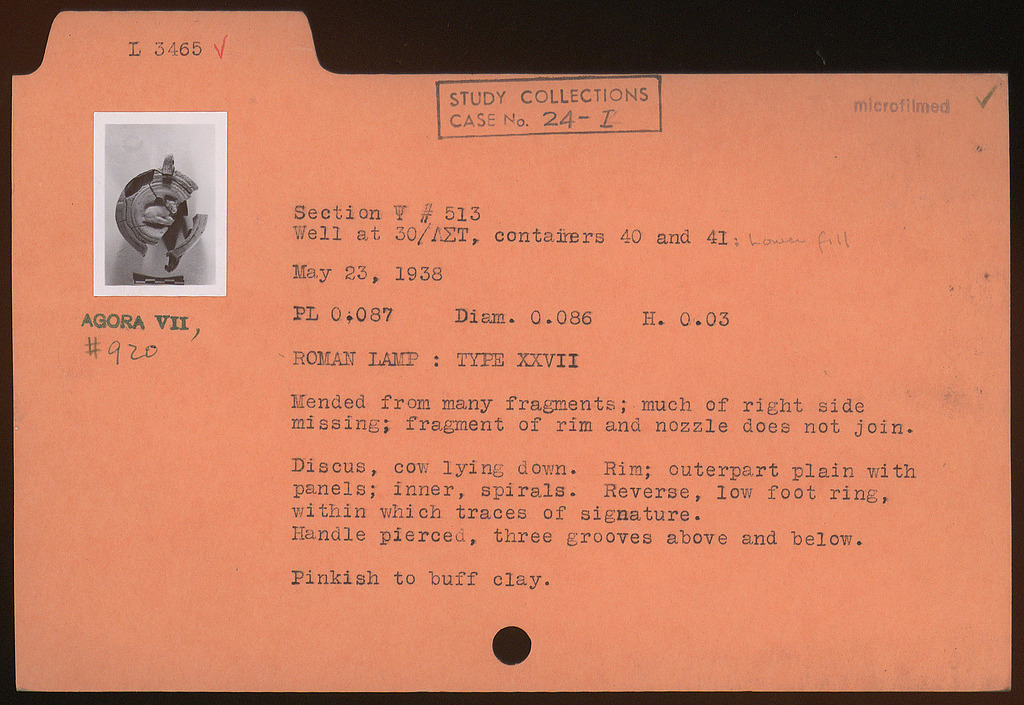 L 3465 ✓
STUDY COLLECTIONS
CASE No. 24-I
microfilmed ✓
Section Ψ # 513
Well at 30/ΛΣΤ, containers 40 and 41: Lower fill
May 23, 1938
PL 0.087 Diam. 0.086 H. 0.03
AGORA VII,
#920
ROMAN LAMP : TYPE XXVII
Mended from many fragments; much of right side
missing; fragment of rim and nozzle does not join.
Discus, cow lying down. Rim; outerpart plain with
panels; inner, spirals. Reverse, low foot ring,
within which traces of signature.
Handle pierced, three grooves above and below.
Pinkish to buff clay.